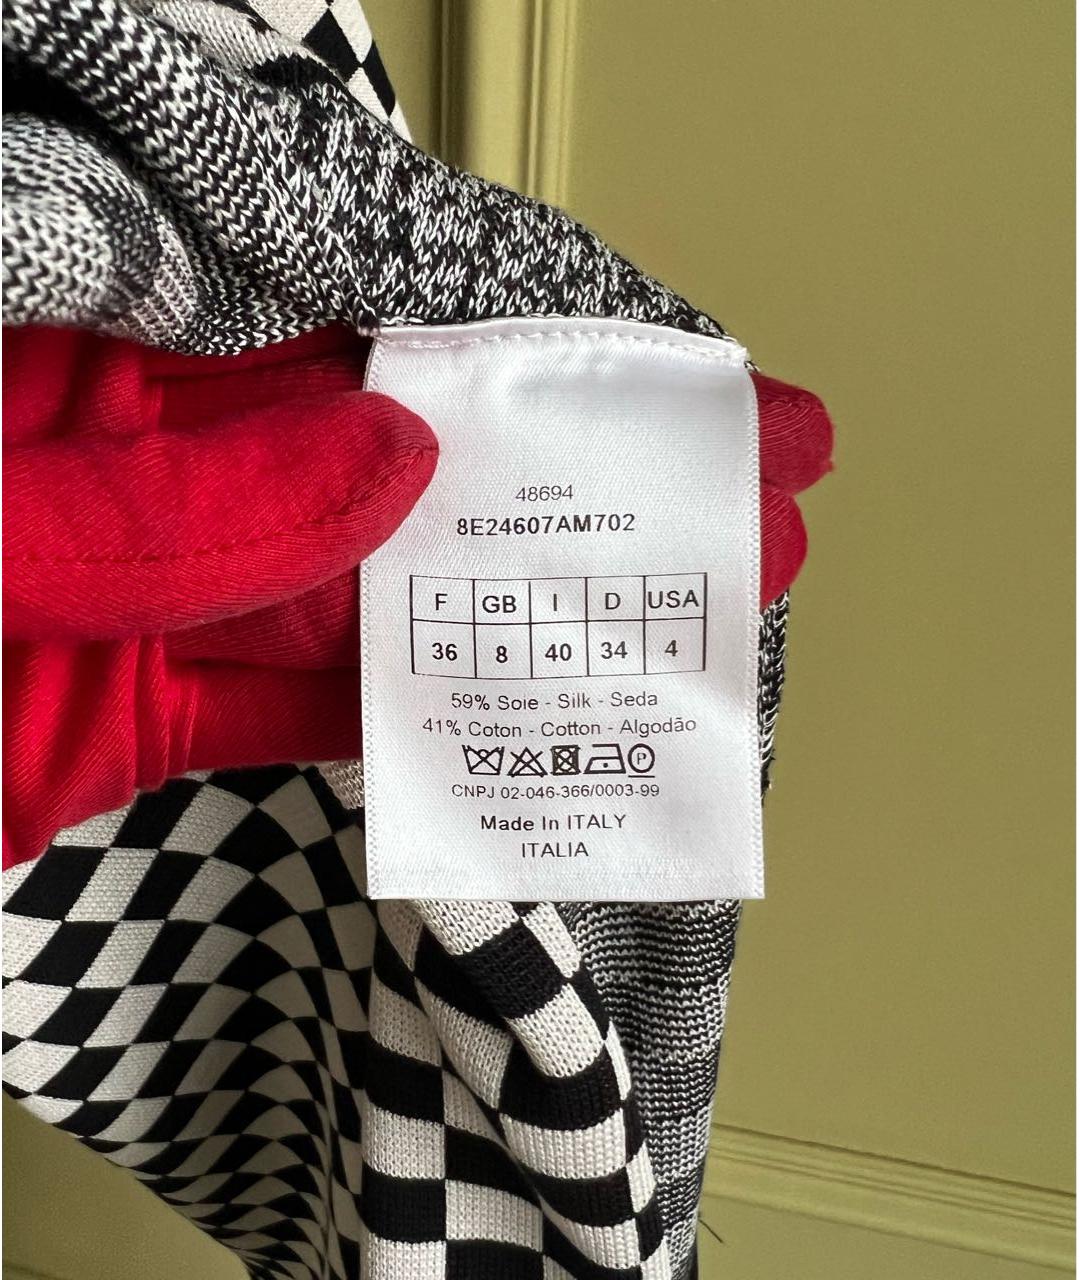 48694
8E24607AM702
F GB I D USA
36 8 40 34 4
59% Soie - Silk - Seda
41% Coton - Cotton - Algodão
P
CNPJ 02-046-366/0003-99
Made In ITALY
ITALIA